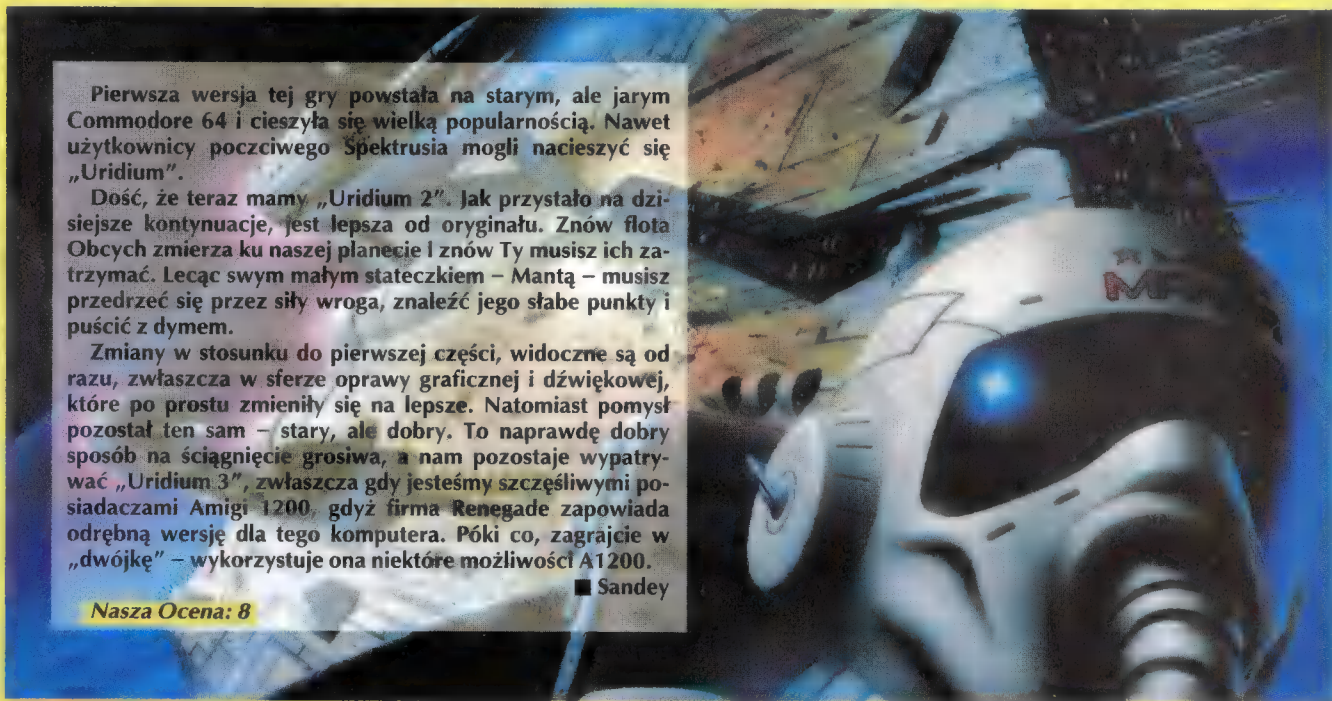 Pierwsza wersja tej gry powstała na starym, ale jarym
Commodore 64 i cieszyła się wielką popularnością. Nawet
użytkownicy poczciwego Spektrusia mogli nacieszyć się
„Uridium”.
Dość, że teraz mamy „Uridium 2”. Jak przystało na dzi-
siejsze kontynuacje, jest lepsza od oryginału. Znów flota
Obcych zmierza ku naszej planecie i znów Ty musisz ich za-
trzymać. Lecąc swym małym stateczkiem – Mantą – musisz
przedrzeć się przez siły wroga, znaleźć jego słabe punkty i
puścić z dymem.
Zmiany w stosunku do pierwszej części, widoczne są od
razu, zwłaszcza w sferze oprawy graficznej i dźwiękowej,
które po prostu zmieniły się na lepsze. Natomiast pomysł
pozostał ten sam – stary, ale dobry. To naprawdę dobry
sposób na ściągnięcie grosiwa, a nam pozostaje wypatry-
wać „Uridium 3”, zwłaszcza gdy jesteśmy szczęśliwymi po-
siadaczami Amigi 1200, gdyż firma Renegade zapowiada
odrębną wersję dla tego komputera. Póki co, zagrajcie w
„dwójkę” – wykorzystuje ona niektóre możliwości A1200.
■ Sandey
Nasza Ocena: 8